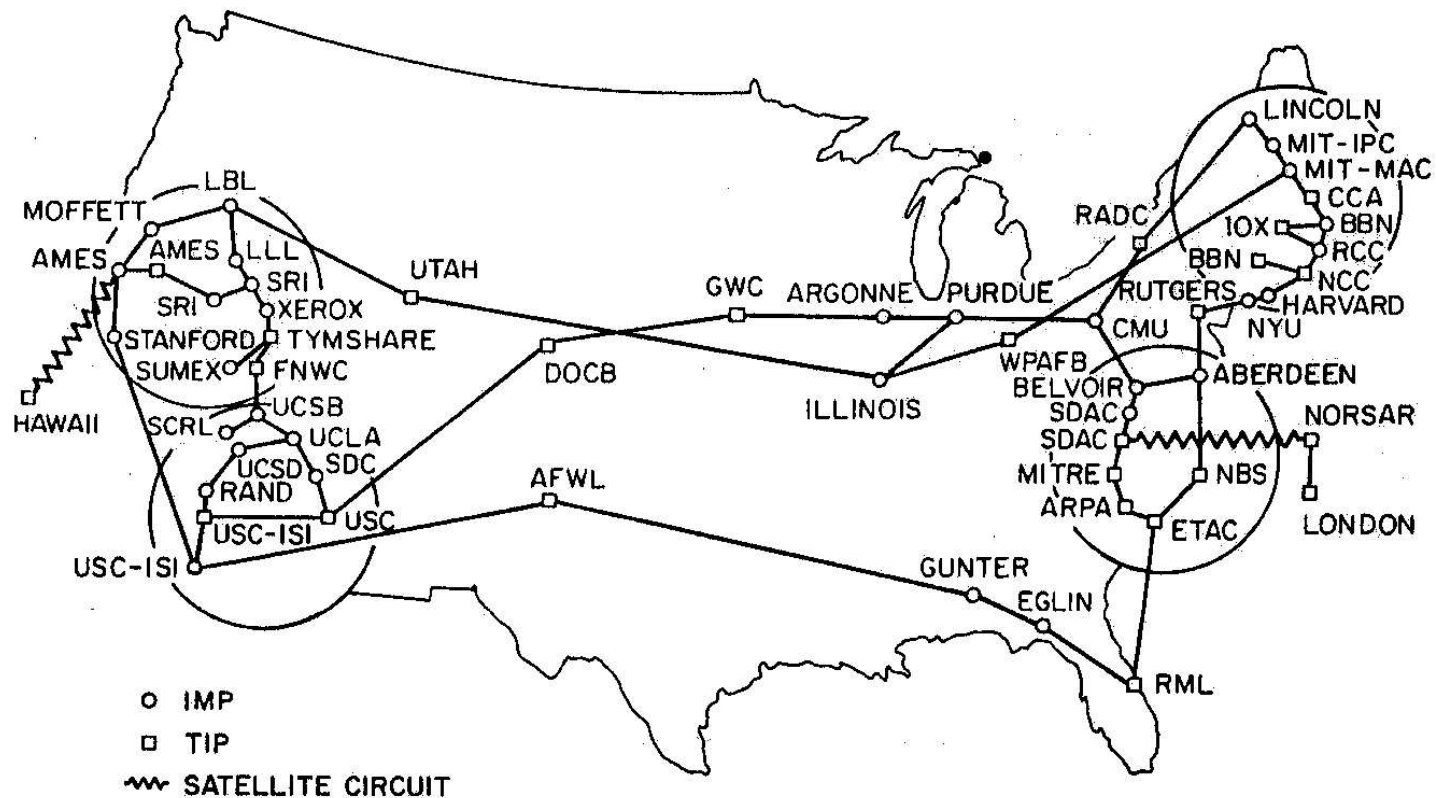 LINCOLN
MIT-IPC
MIT-MAC
CCA
RADC
10X
BBN
RCC
BBN
NCC
RUTGERS
HARVARD
NYU
LBL
MOFFETT
AMES
AMES
LLL
SRI
SRI
XEROX
STANFORD
TYMSHARE
SUMEX
FNWC
HAWAII
UCSB
SCRL
UCLA
UCSD
SDC
RAND
USC-ISI
USC
USC-ISI
UTAH
GWC
ARGONNE
PURDUE
CMU
DOCB
WPAFB
ILLINOIS
BELVOIR
ABERDEEN
SDAC
SDAC
NORSAR
MITRE
NBS
ARPA
ETAC
LONDON
AFWL
GUNTER
EGLIN
RML
IMP
TIP
SATELLITE CIRCUIT